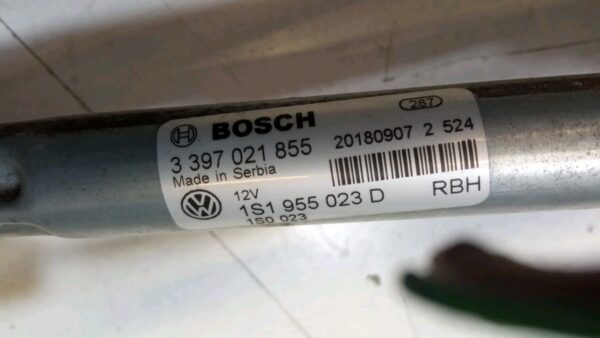 287
BOSCH
3 397 021 855
20180907 2 524
Made in Serbia
12V
1S1 955 023 D
RBH
1S0 023